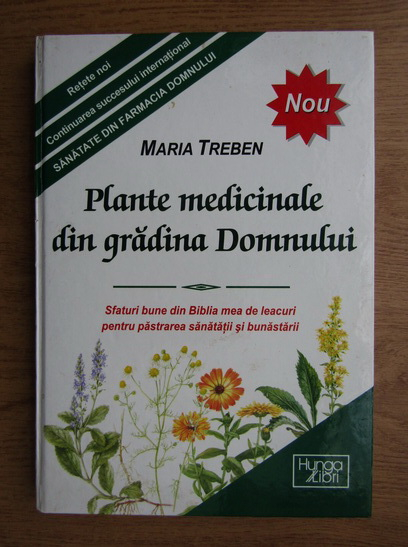 Rețete noi
Continuarea succesului internațional
SĂNĂTATE DIN FARMACIA DOMNULUI
Nou
MARIA TREBEN
Plante medicinale
din grădina Domnului
Sfaturi bune din Biblia mea de leacuri
pentru păstrarea sănătății și bunăstării
Hunga
Libri